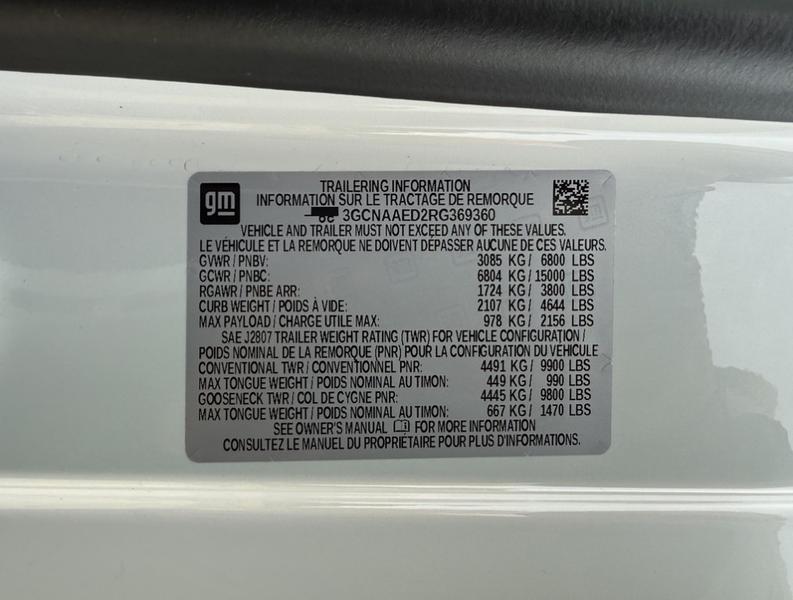 gm
TRAILERING INFORMATION
INFORMATION SUR LE TRACTAGE DE REMORQUE
3GCNAAED2RG369360
VEHICLE AND TRAILER MUST NOT EXCEED ANY OF THESE VALUES
LE VÉHICULE ET LA REMORQUE NE DOIVENT DÉPASSER AUCUNE DE CES VALEURS.
GVWR / PNBV: 3085 KG / 6800 LBS
GCWR / PNBC: 6804 KG / 15000 LBS
RGAWR / PNBE ARR: 1724 KG / 3800 LBS
CURB WEIGHT / POIDS À VIDE: 2107 KG / 4644 LBS
MAX PAYLOAD / CHARGE UTILE MAX: 978 KG / 2156 LBS
SAE J2807 TRAILER WEIGHT RATING (TWR) FOR VEHICLE CONFIGURATION /
POIDS NOMINAL DE LA REMORQUE (PNR) POUR LA CONFIGURATION DU VÉHICULE
CONVENTIONAL TWR / CONVENTIONNEL PNR: 4491 KG / 9900 LBS
MAX TONGUE WEIGHT / POIDS NOMINAL AU TIMON: 449 KG / 990 LBS
GOOSENECK TWR / COL DE CYGNE PNR: 4445 KG / 9800 LBS
MAX TONGUE WEIGHT / POIDS NOMINAL AU TIMON: 667 KG / 1470 LBS
SEE OWNER'S MANUAL FOR MORE INFORMATION
CONSULTEZ LE MANUEL DU PROPRIÉTAIRE POUR PLUS D'INFORMATIONS.